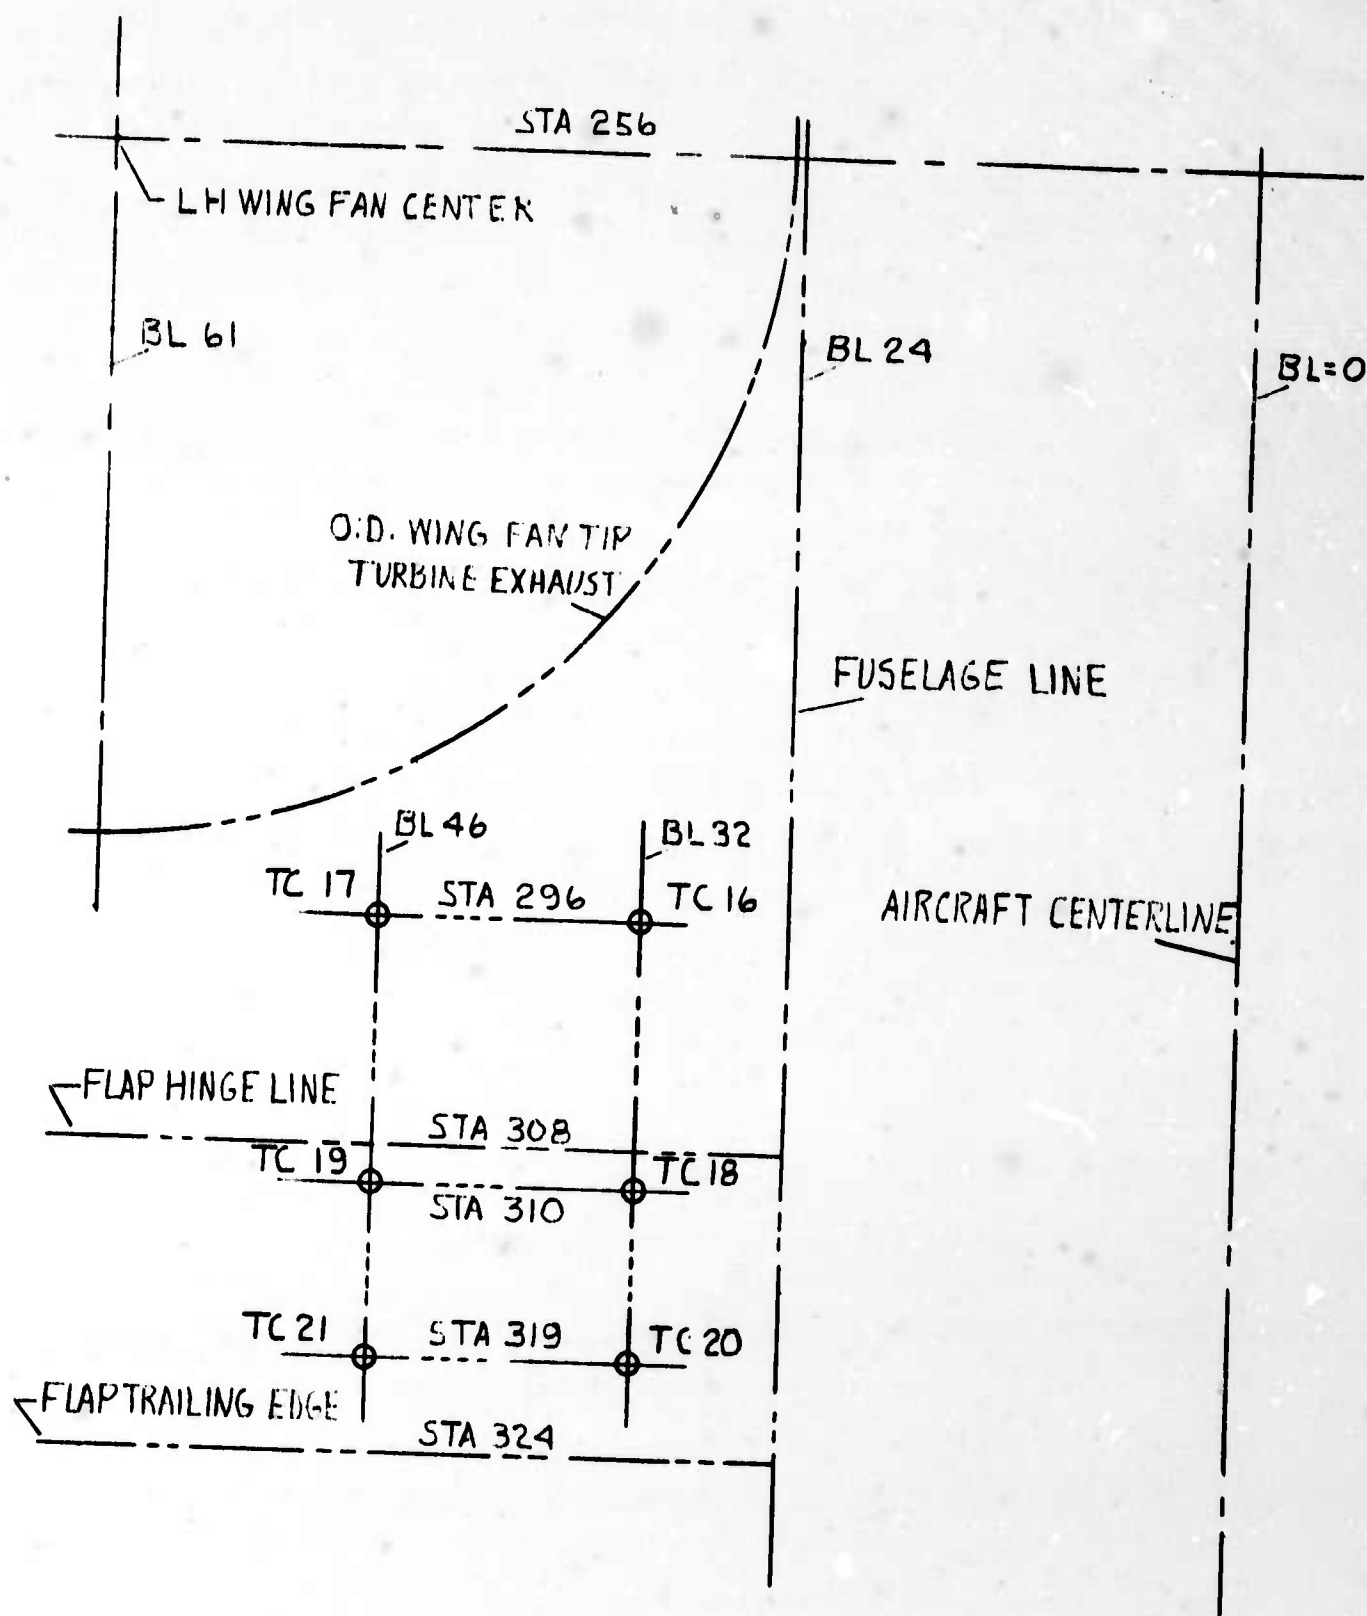 STA 256
LH WING FAN CENTER
BL 61
BL 24
BL=0
O.D. WING FAN TIP
TURBINE EXHAUST
FUSELAGE LINE
BL 46
BL 32
TC 17
STA 296
TC 16
AIRCRAFT CENTERLINE
FLAP HINGE LINE
STA 308
TC 19
TC 18
STA 310
TC 21
STA 319
TC 20
FLAP TRAILING EDGE
STA 324